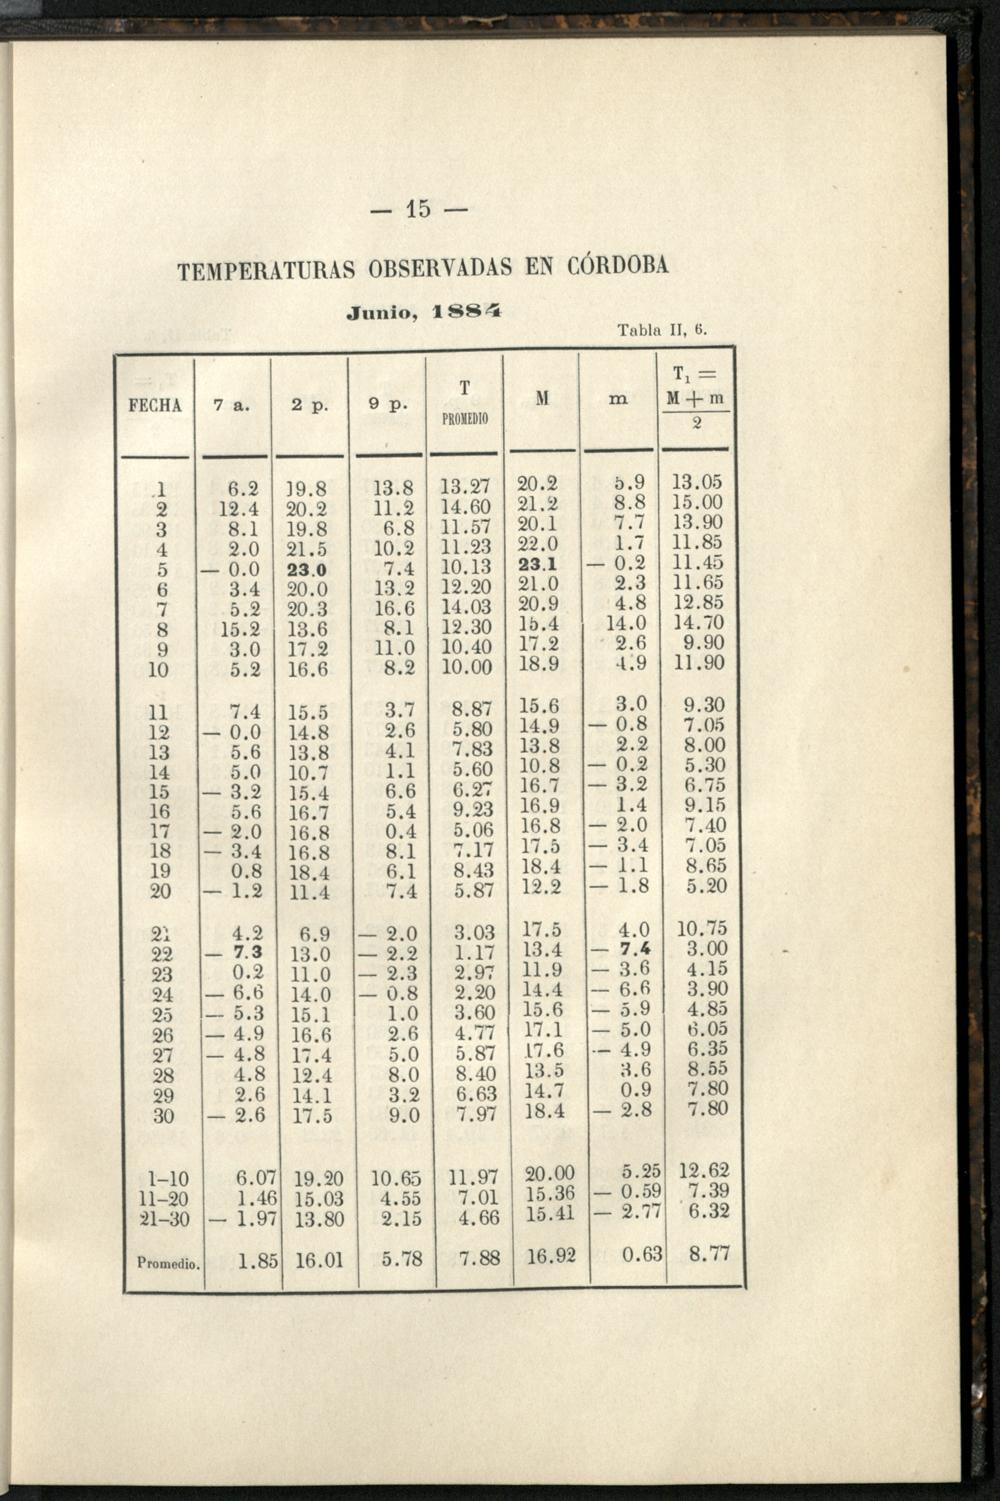 — 15 —
TEMPERATURAS OBSERVADAS EN CÓRDOBA
Junio, 1884
Tabla II, 6.
FECHA 7 a. 2 p. 9 p. T PROMEDIO M m T₁ = M + m / 2
1 6.2 19.8 13.8 13.27 20.2 5.9 13.05
2 12.4 20.2 11.2 14.60 21.2 8.8 15.00
3 8.1 19.8 6.8 11.57 20.1 7.7 13.90
4 2.0 21.5 10.2 11.23 22.0 1.7 11.85
5 — 0.0 23.0 7.4 10.13 23.1 — 0.2 11.45
6 3.4 20.0 13.2 12.20 21.0 2.3 11.65
7 5.2 20.3 16.6 14.03 20.9 4.8 12.85
8 15.2 13.6 8.1 12.30 15.4 14.0 14.70
9 3.0 17.2 11.0 10.40 17.2 2.6 9.90
10 5.2 16.6 8.2 10.00 18.9 4.9 11.90
11 7.4 15.5 3.7 8.87 15.6 3.0 9.30
12 — 0.0 14.8 2.6 5.80 14.9 — 0.8 7.05
13 5.6 13.8 4.1 7.83 13.8 2.2 8.00
14 5.0 10.7 1.1 5.60 10.8 — 0.2 5.30
15 — 3.2 15.4 6.6 6.27 16.7 — 3.2 6.75
16 5.6 16.7 5.4 9.23 16.9 1.4 9.15
17 — 2.0 16.8 0.4 5.06 16.8 — 2.0 7.40
18 — 3.4 16.8 8.1 7.17 17.5 — 3.4 7.05
19 0.8 18.4 6.1 8.43 18.4 — 1.1 8.65
20 — 1.2 11.4 7.4 5.87 12.2 — 1.8 5.20
21 4.2 6.9 — 2.0 3.03 17.5 4.0 10.75
22 — 7.3 13.0 — 2.2 1.17 13.4 — 7.4 3.00
23 0.2 11.0 — 2.3 2.97 11.9 — 3.6 4.15
24 — 6.6 14.0 — 0.8 2.20 14.4 — 6.6 3.90
25 — 5.3 15.1 1.0 3.60 15.6 — 5.9 4.85
26 — 4.9 16.6 2.6 4.77 17.1 — 5.0 6.05
27 — 4.8 17.4 5.0 5.87 17.6 — 4.9 6.35
28 4.8 12.4 8.0 8.40 13.5 3.6 8.55
29 2.6 14.1 3.2 6.63 14.7 0.9 7.80
30 — 2.6 17.5 9.0 7.97 18.4 — 2.8 7.80
1–10 6.07 19.20 10.65 11.97 20.00 5.25 12.62
11–20 1.46 15.03 4.55 7.01 15.36 — 0.59 7.39
21–30 — 1.97 13.80 2.15 4.66 15.41 — 2.77 6.32
Promedio. 1.85 16.01 5.78 7.88 16.92 0.63 8.77